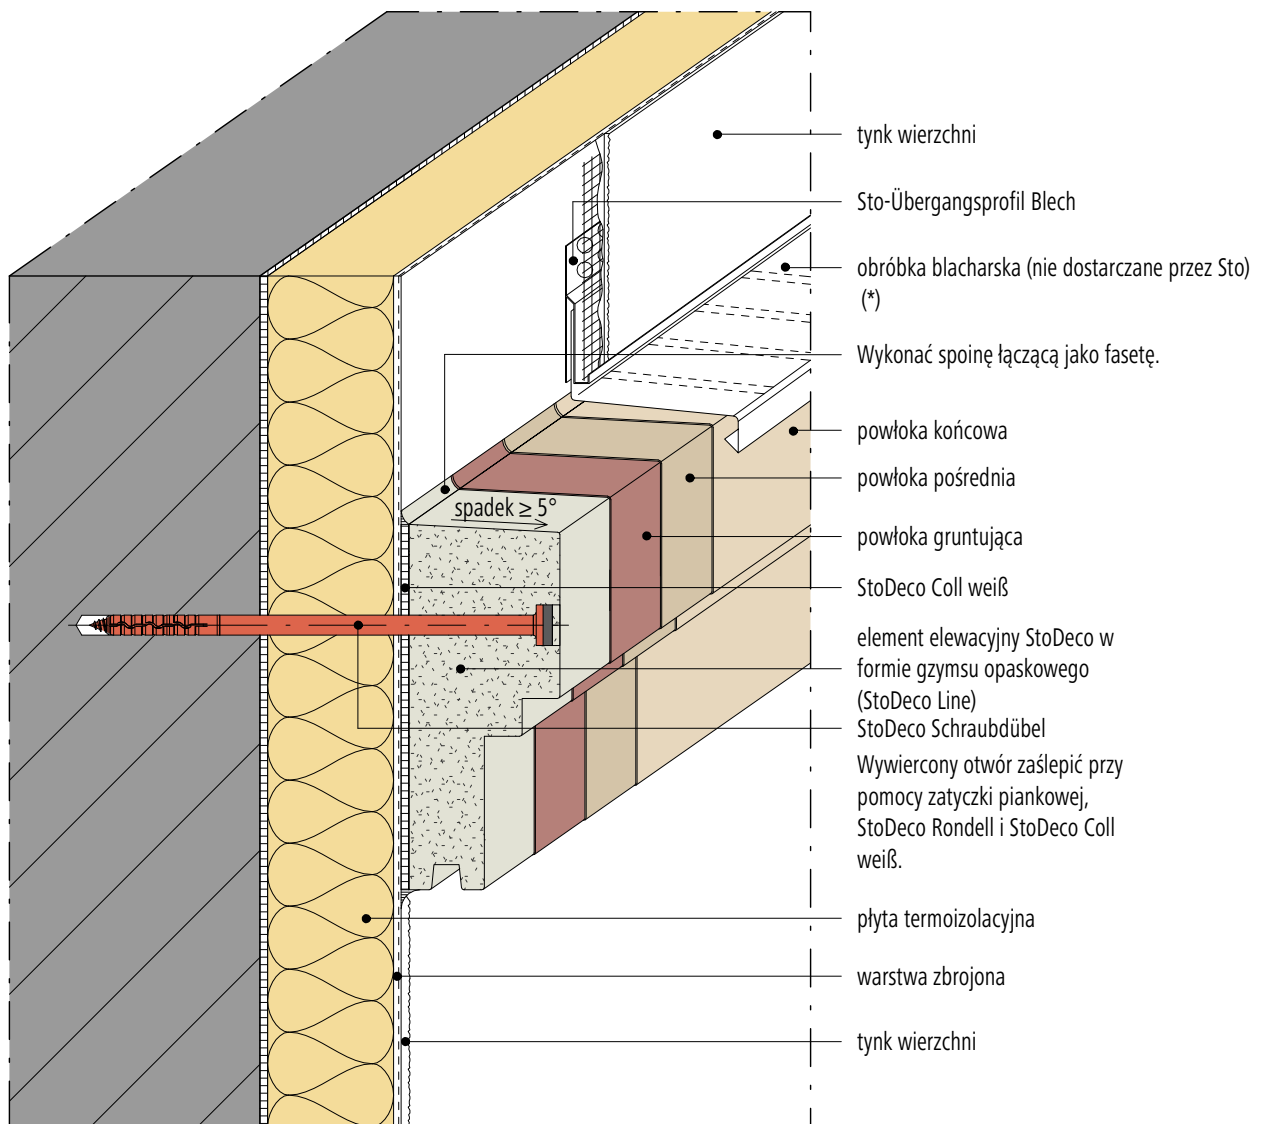 tynk wierzchni
Sto-Übergangsprofil Blech
obróbka blacharska (nie dostarczane przez Sto)
(*)
Wykonać spoinę łączącą jako fasetę.
powłoka końcowa
powłoka pośrednia
spadek ≥ 5°
powłoka gruntująca
StoDeco Coll weiß
element elewacyjny StoDeco w
formie gzymsu opaskowego
(StoDeco Line)
StoDeco Schraubdübel
Wywiercony otwór zaślepić przy
pomocy zatyczki piankowej,
StoDeco Rondell i StoDeco Coll
weiß.
płyta termoizolacyjna
warstwa zbrojona
tynk wierzchni